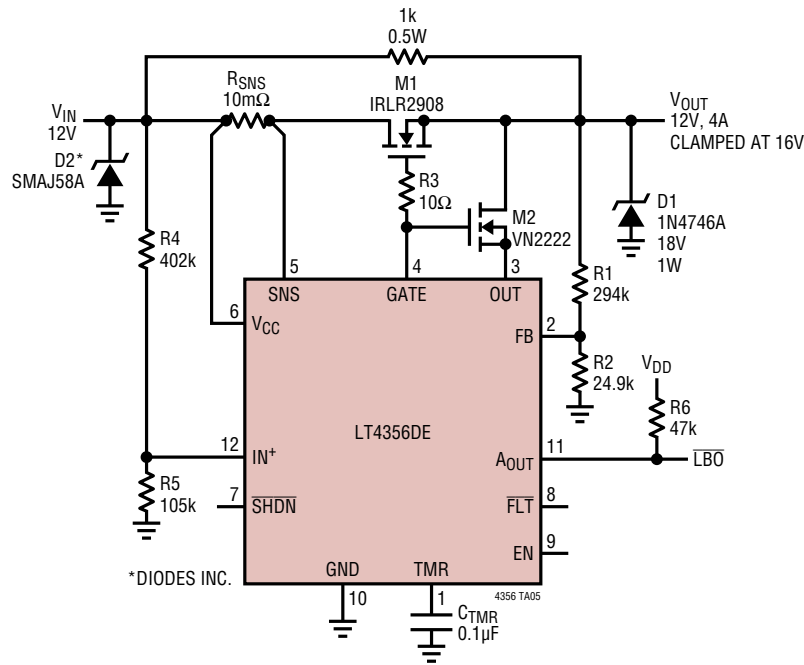 1k
0.5W
RSNS
10mΩ
M1
IRLR2908
VIN
12V
VOUT
12V, 4A
CLAMPED AT 16V
D2*
SMAJ58A
R3
10Ω
M2
VN2222
D1
1N4746A
18V
1W
R4
402k
5
4
3
SNS
GATE
OUT
R1
294k
6
VCC
FB
2
R2
24.9k
VDD
R6
47k
LT4356DE
12
IN+
AOUT
11
LBO
R5
105k
7
SHDN
FLT
8
EN
9
*DIODES INC.
GND
TMR
10
1
4356 TA05
CTMR
0.1µF